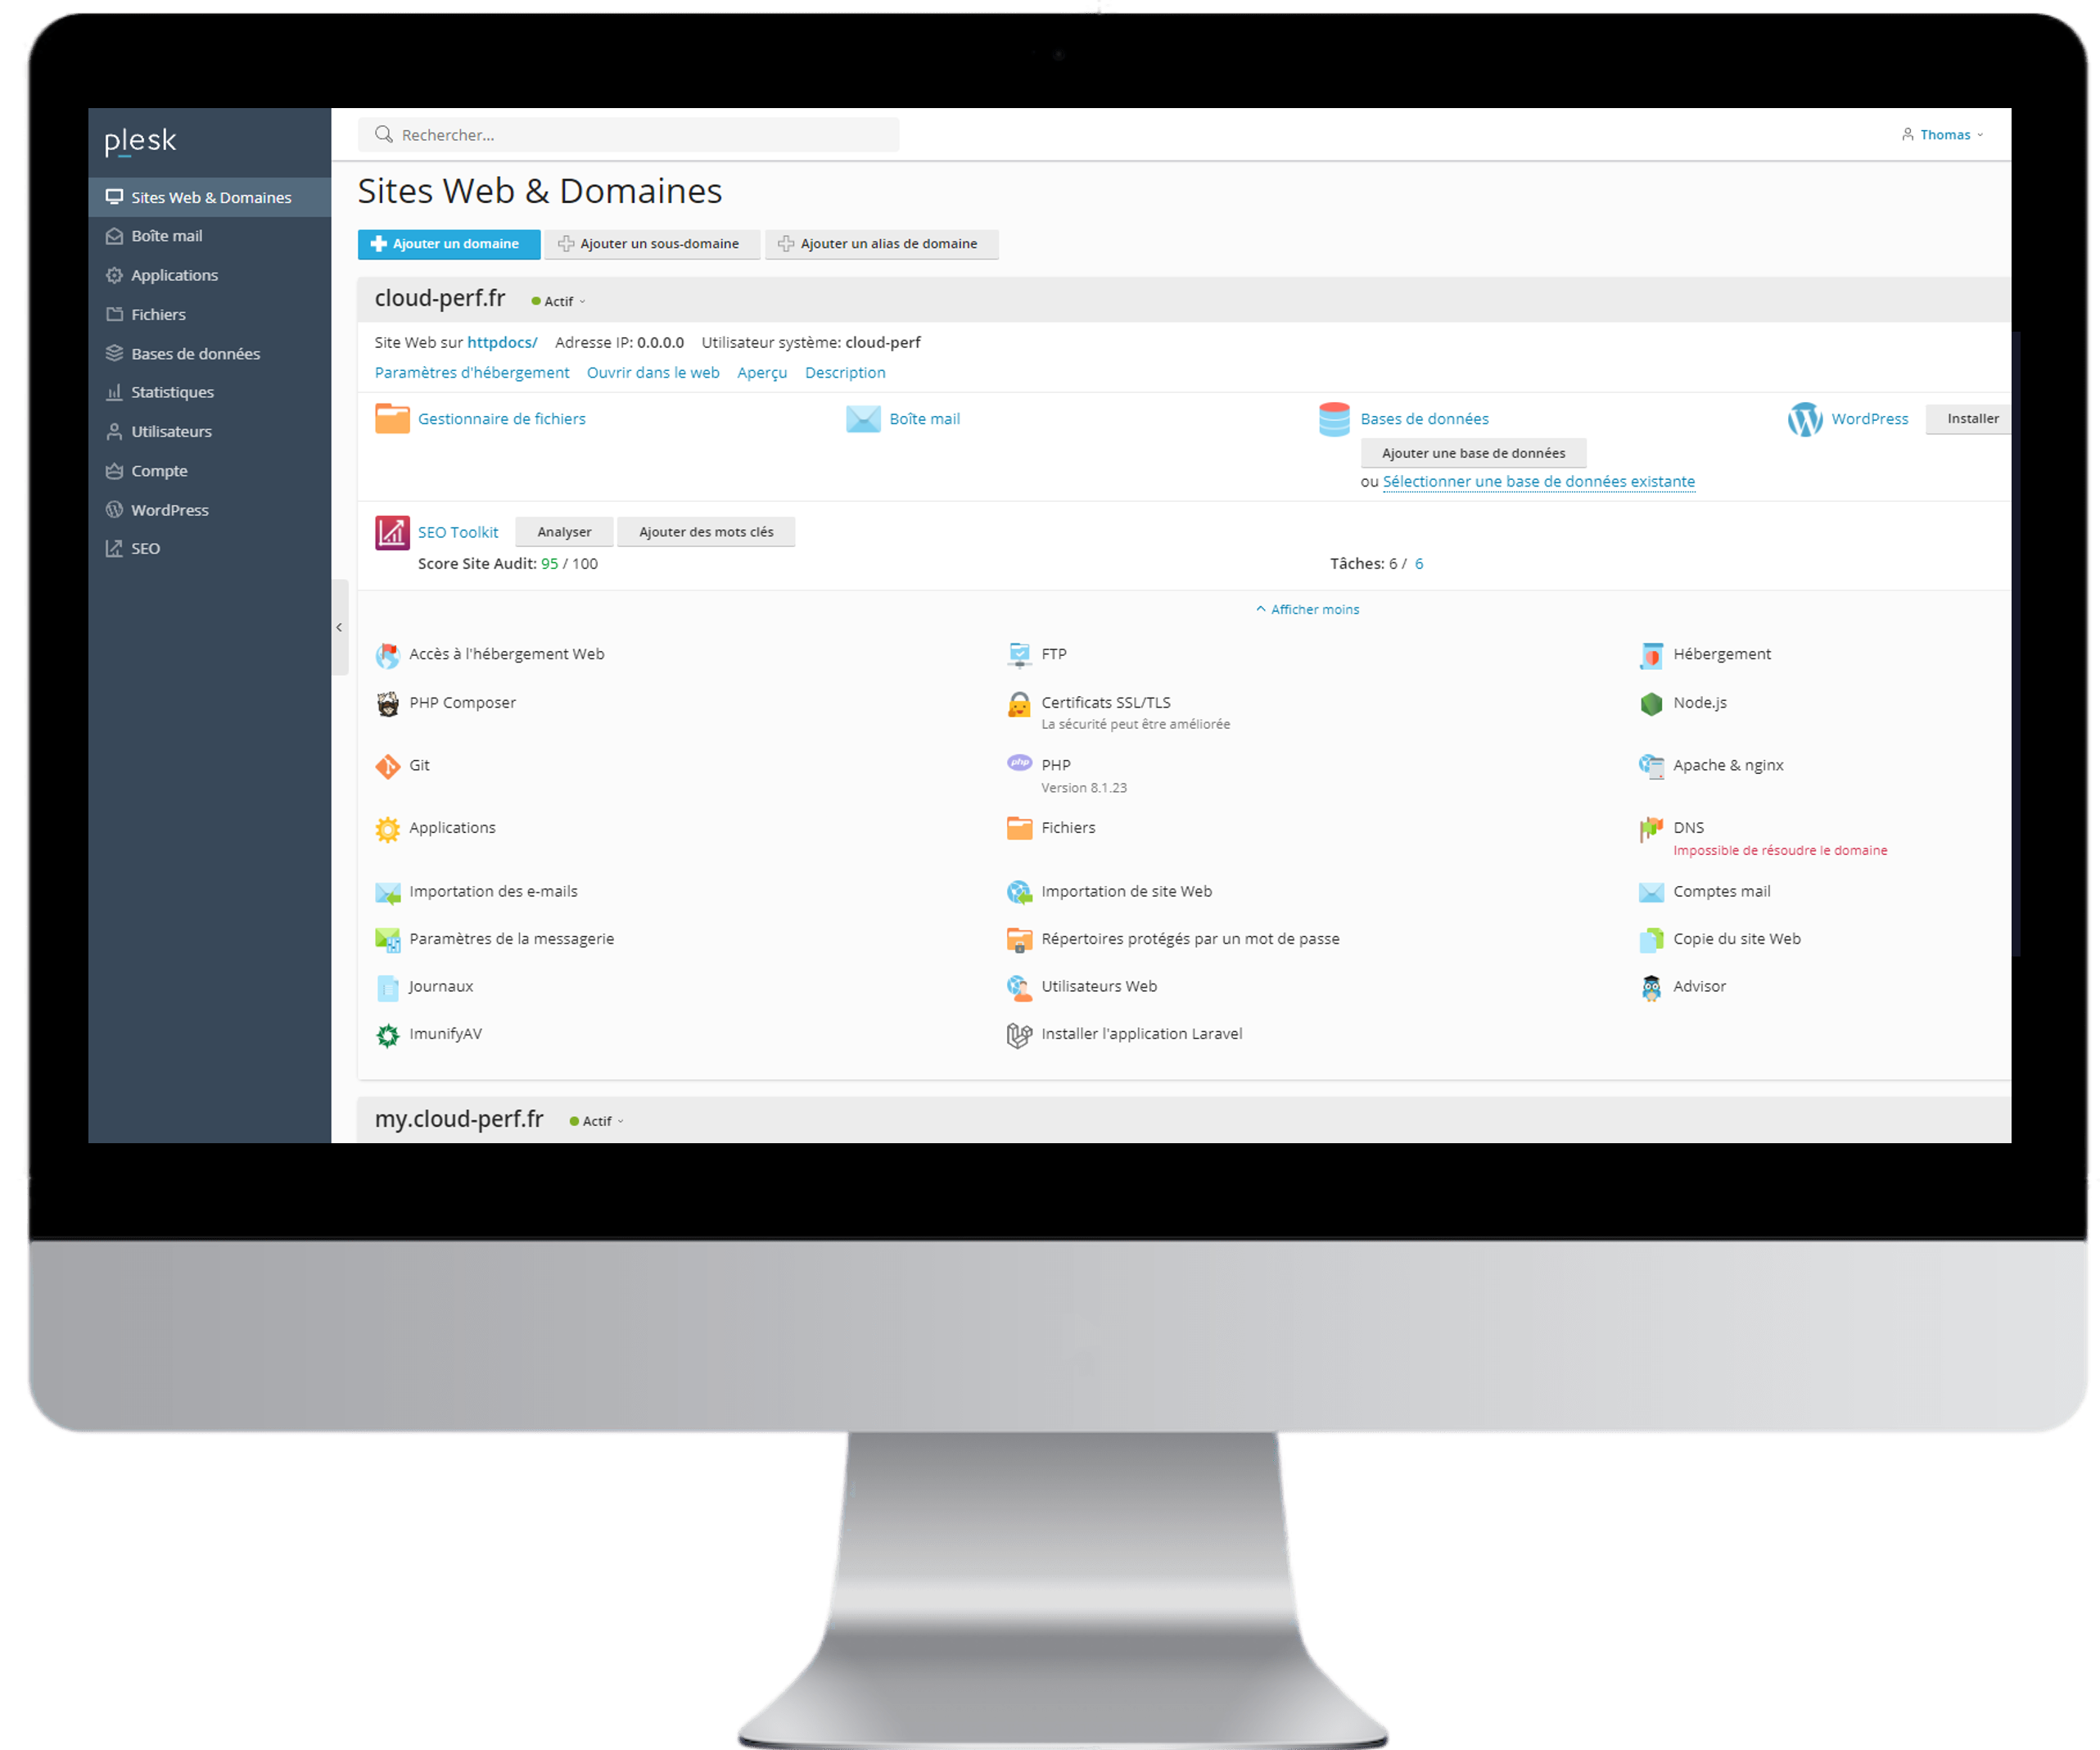 plesk
Rechercher...
Thomas
Sites Web & Domaines
Boîte mail
Applications
Fichiers
Bases de données
Statistiques
Utilisateurs
Compte
WordPress
SEO
Sites Web & Domaines
Ajouter un domaine Ajouter un sous-domaine Ajouter un alias de domaine
cloud-perf.fr Actif
Site Web sur httpdocs/ Adresse IP: 0.0.0.0 Utilisateur système: cloud-perf
Paramètres d'hébergement Ouvrir dans le web Aperçu Description
Gestionnaire de fichiers Boîte mail Bases de données WordPress Installer
Ajouter une base de données
ou Sélectionner une base de données existante
SEO Toolkit Analyser Ajouter des mots clés
Score Site Audit: 95 / 100 Tâches: 6 / 6
Afficher moins
Accès à l'hébergement Web FTP Hébergement
PHP Composer Certificats SSL/TLS Node.js
La sécurité peut être améliorée
Git PHP Apache & nginx
php
Version 8.1.23
Applications Fichiers DNS
Impossible de résoudre le domaine
Importation des e-mails Importation de site Web Comptes mail
Paramètres de la messagerie Répertoires protégés par un mot de passe Copie du site Web
Journaux Utilisateurs Web Advisor
ImunifyAV Installer l'application Laravel
my.cloud-perf.fr Actif